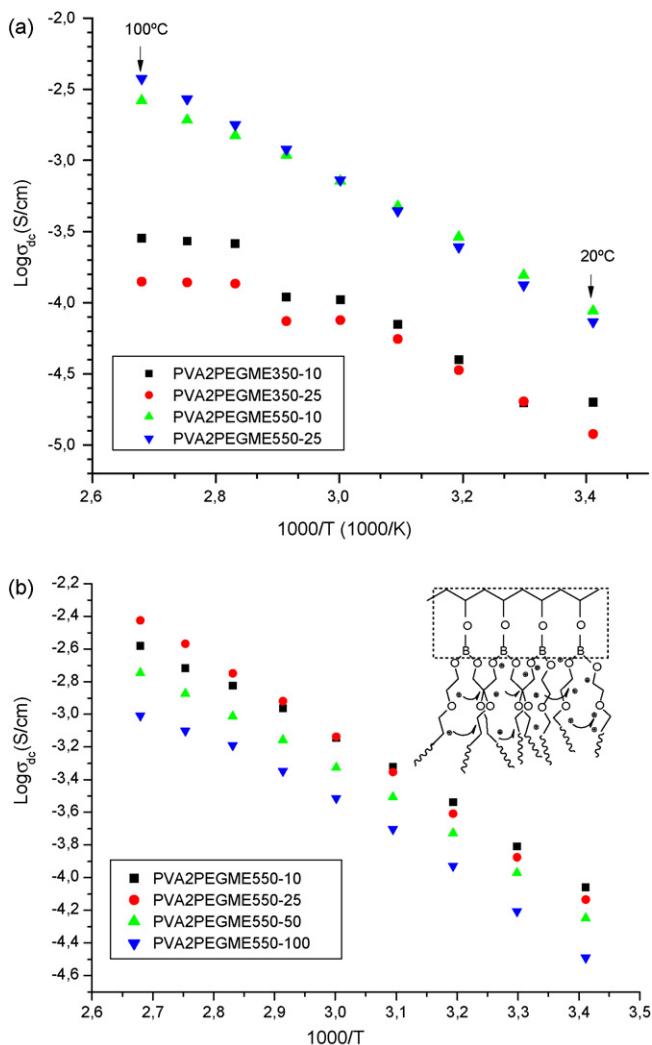 (a)
-2,0
-2,5
-3,0
-3,5
-4,0
-4,5
-5,0
Logσdc(S/cm)
100ºC
20ºC
PVA2PEGME350-10
PVA2PEGME350-25
PVA2PEGME550-10
PVA2PEGME550-25
2,6 2,8 3,0 3,2 3,4
1000/T (1000/K)
(b)
-2,2
-2,4
-2,6
-2,8
-3,0
-3,2
-3,4
-3,6
-3,8
-4,0
-4,2
-4,4
-4,6
Logσdc(S/cm)
O O O O
B B B B
PVA2PEGME550-10
PVA2PEGME550-25
PVA2PEGME550-50
PVA2PEGME550-100
2,6 2,7 2,8 2,9 3,0 3,1 3,2 3,3 3,4 3,5
1000/T